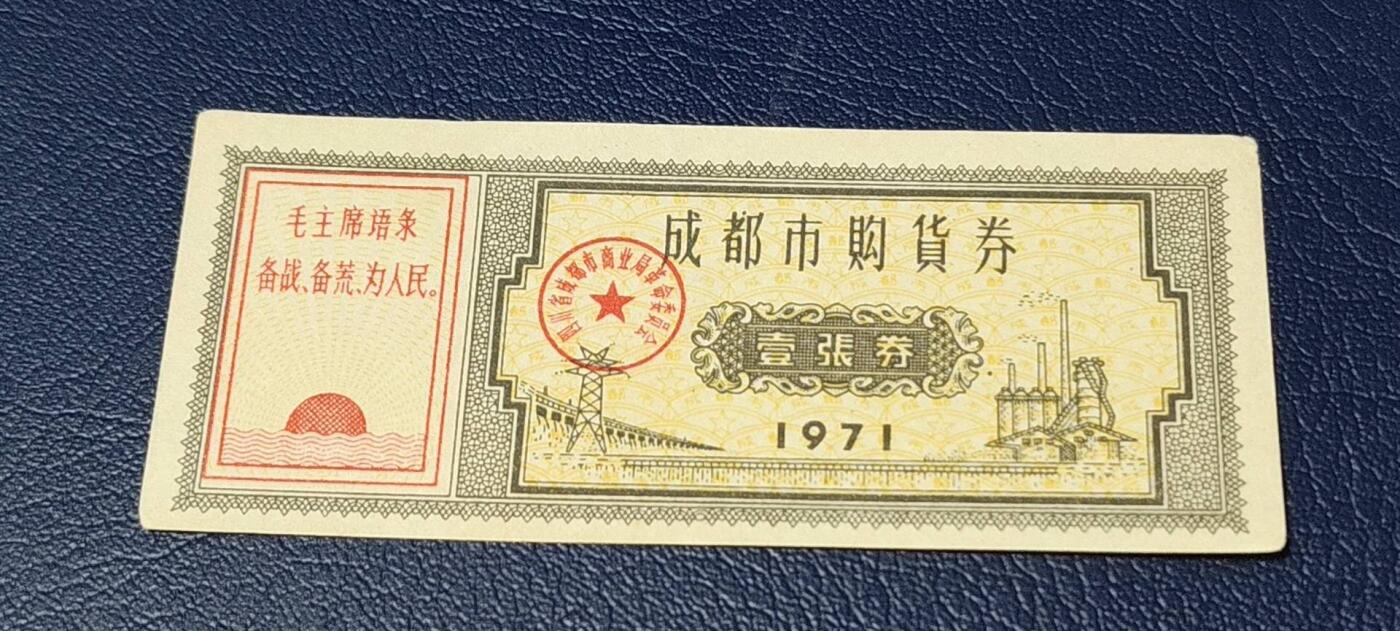 毛主席语录
备战、备荒、为人民。
成都市购货券
四川省成都市商业局革命委员会
壹張券
1971